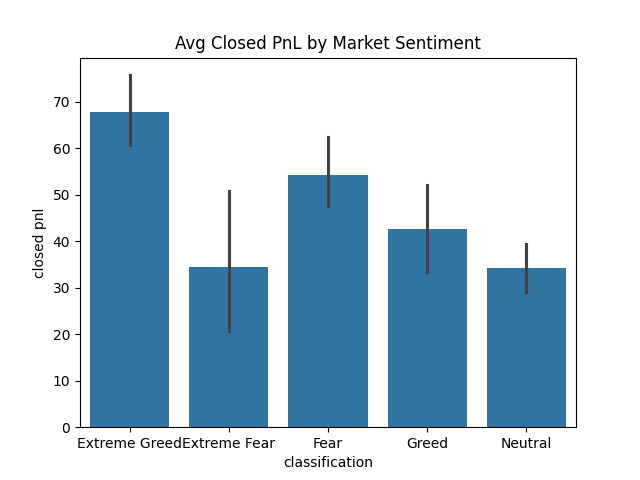 Avg Closed PnL by Market Sentiment
closed pnl
70
60
50
40
30
20
10
0
Extreme Greed
Extreme Fear
Fear
Greed
Neutral
classification